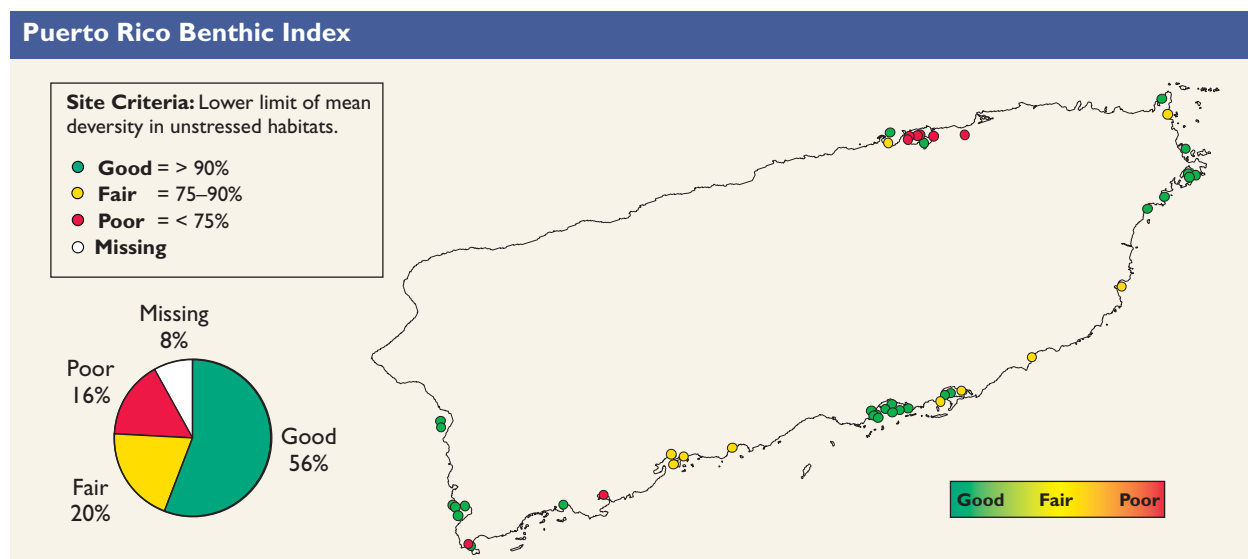 Puerto Rico Benthic Index
Site Criteria: Lower limit of mean
deversity in unstressed habitats.
Good = > 90%
Fair = 75–90%
Poor = < 75%
Missing
Missing
8%
Poor
16%
Good
56%
Fair
20%
Good Fair Poor